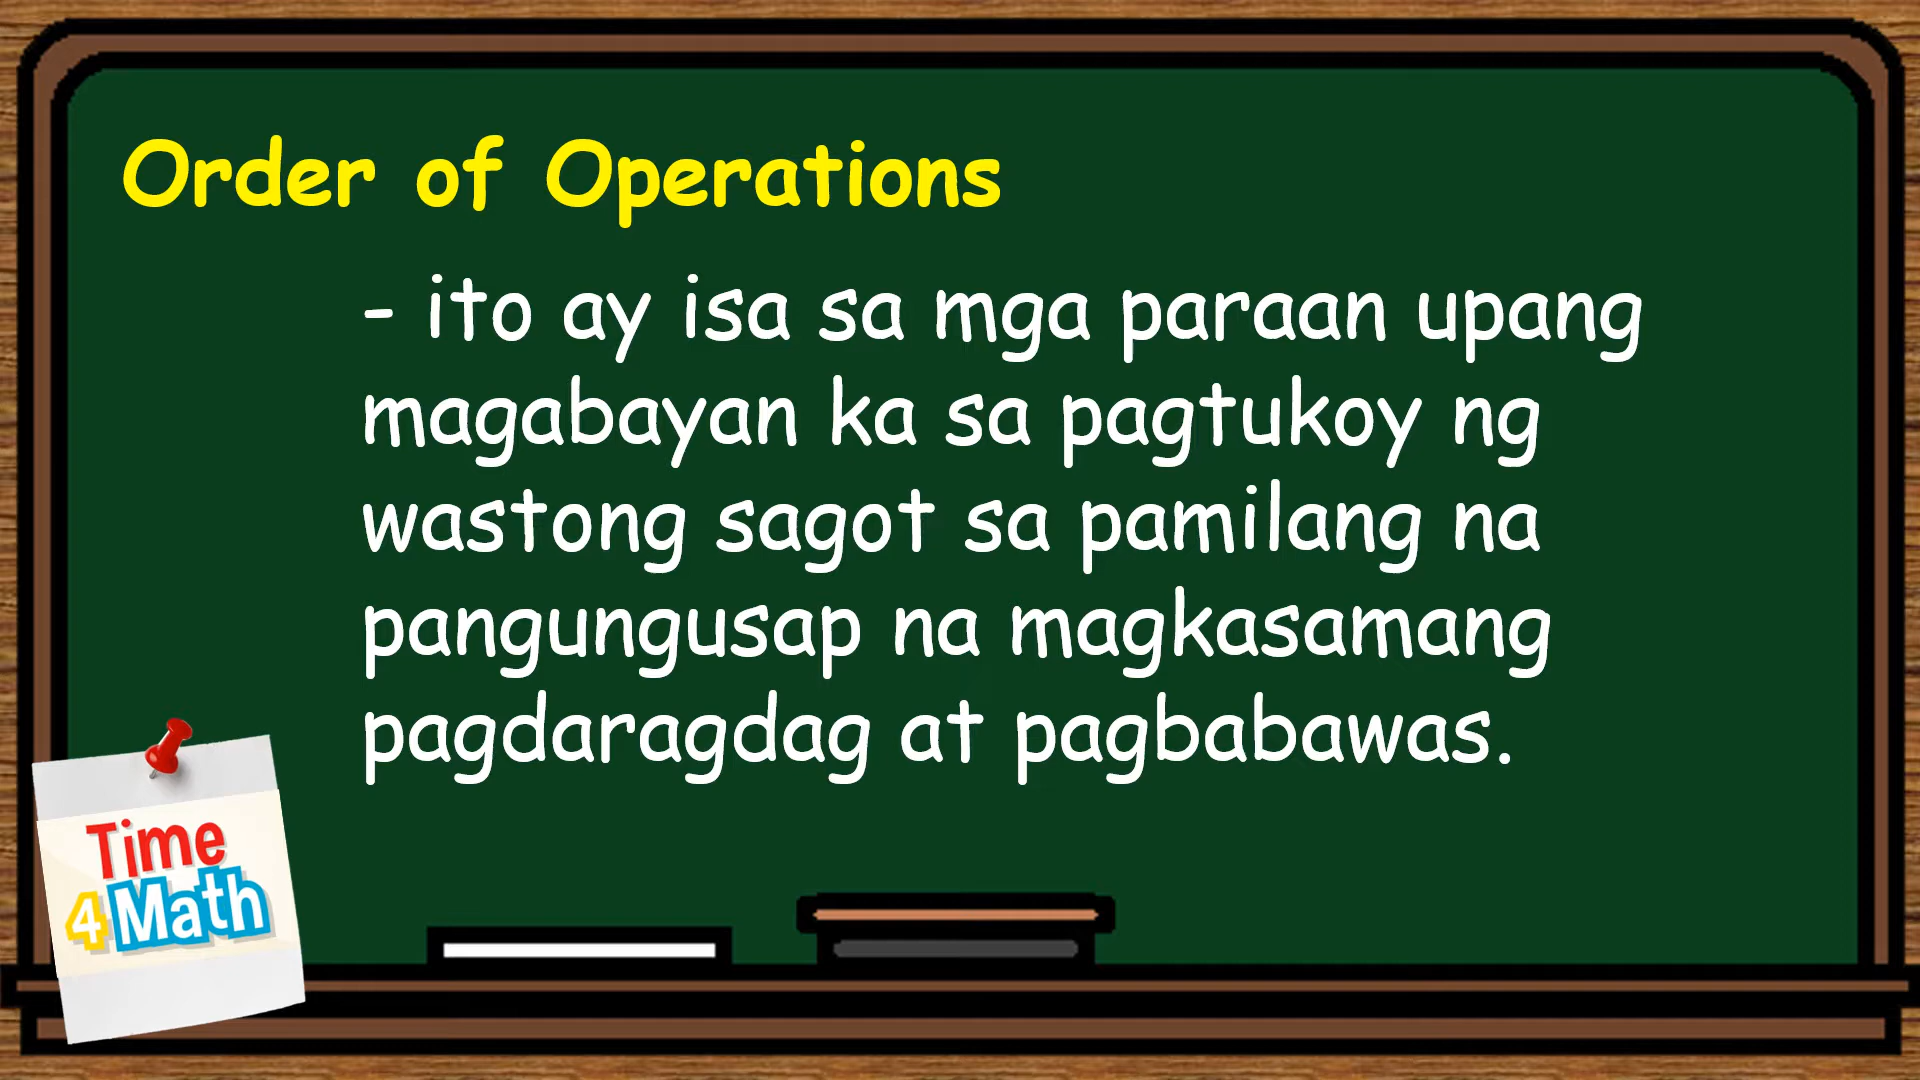 Order of Operations
- ito ay isa sa mga paraan upang
magabayan ka sa pagtukoy ng
wastong sagot sa pamilang na
pangungusap na magkasamang
pagdaragdag at pagbabawas.
Time
4 Math